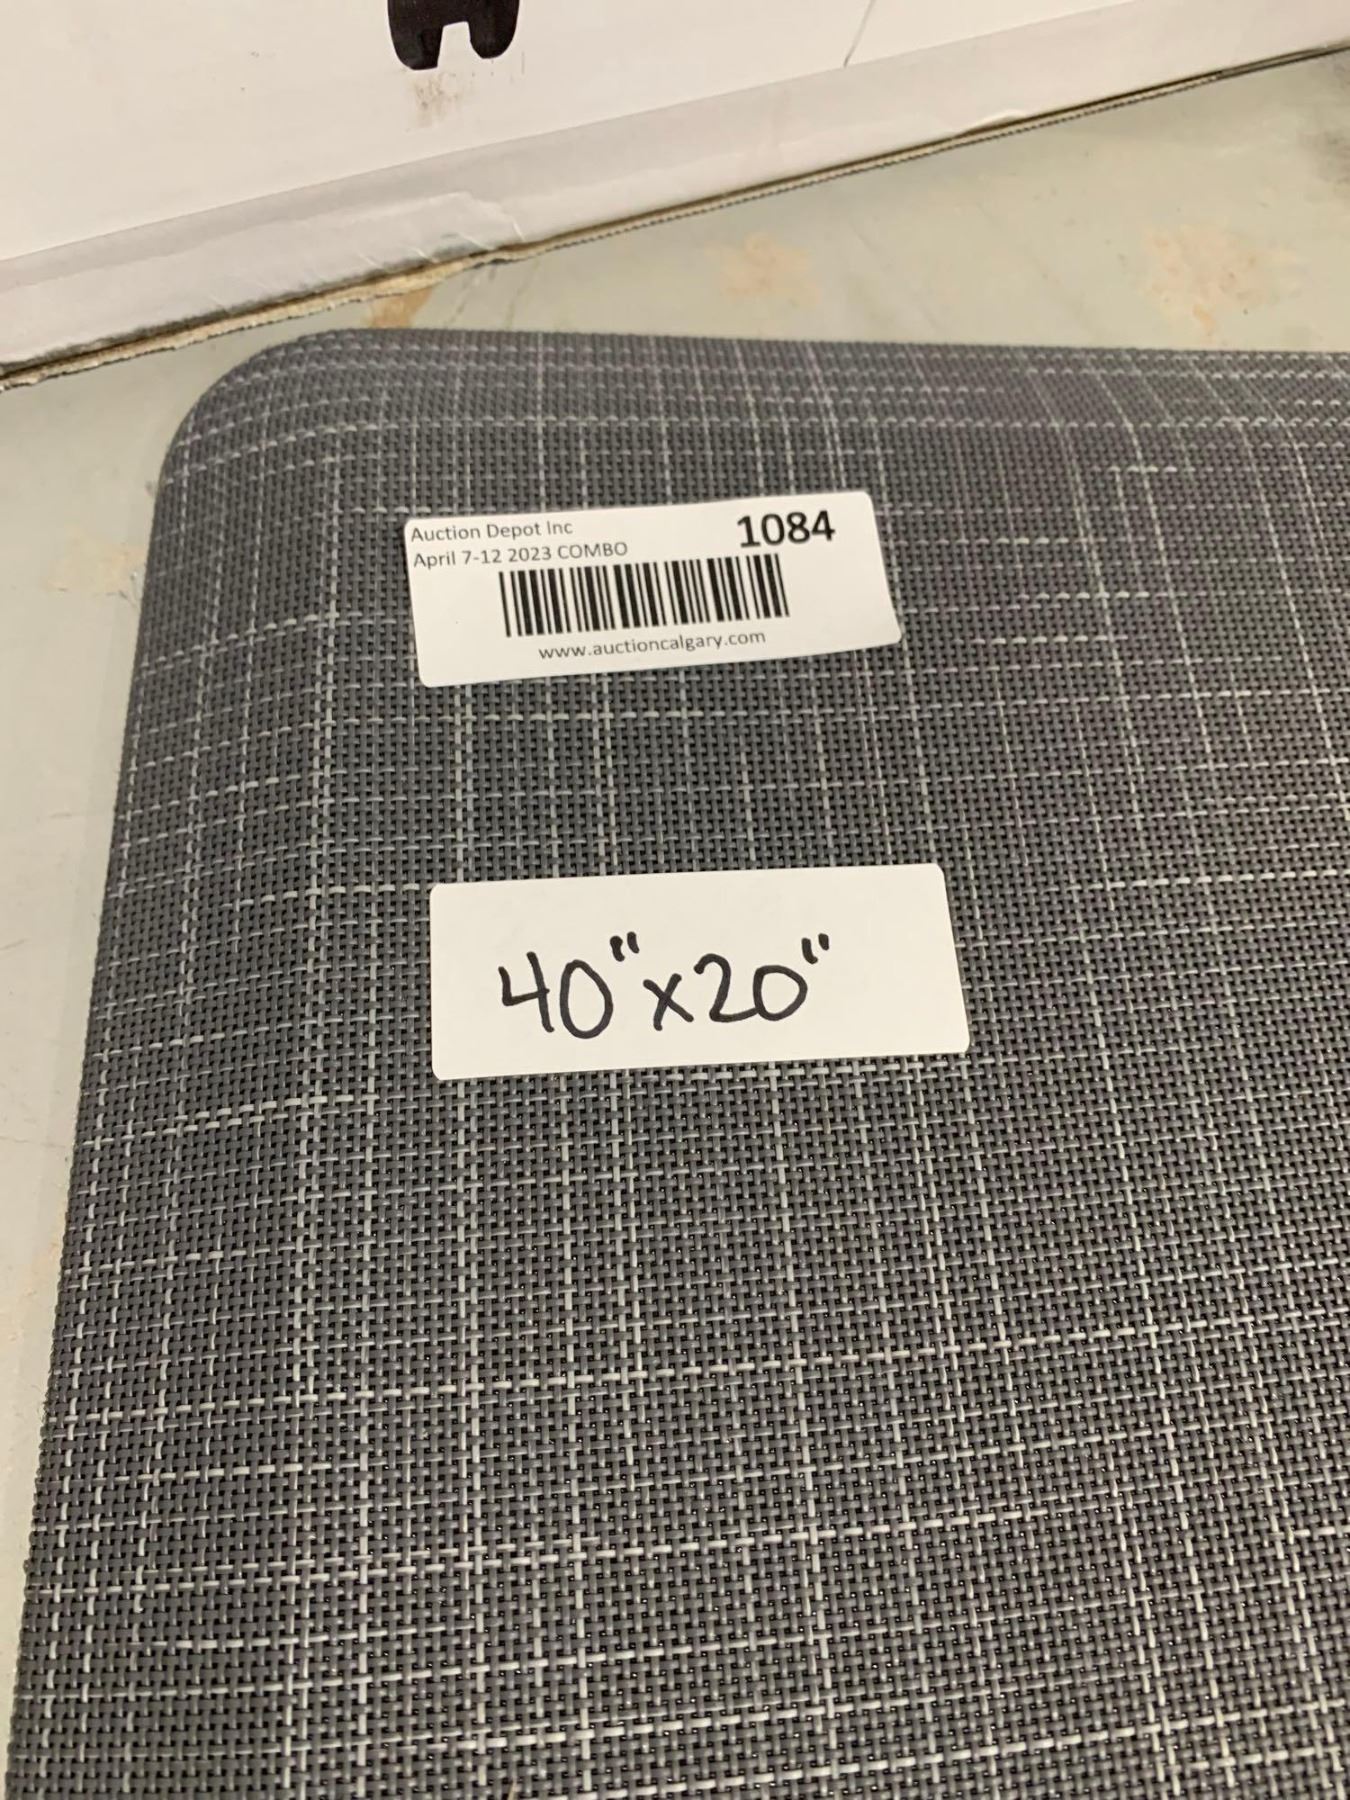 Auction Depot Inc 1084
April 7-12 2023 COMBO
www.auctioncalgary.com
40"x20"